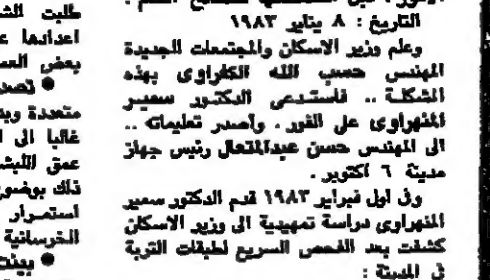 التاريخ : ٨ يناير ١٩٨٣
وعلم وزير الاسكان والمجتمعات الجديدة
المهندس حسب الله الكفراوى بهذه
المشكلة .. فاستدعى الدكتور سمير
المنهراوى على الفور . وأصدر تعليماته ..
الى المهندس حسن عبدالمتعال رئيس جهاز
مدينة ٦ اكتوبر .
وفى اول فبراير ١٩٨٣ قدم الدكتور سمير
المنهراوى دراسة تمهيدية الى وزير الاسكان
كشفت بعد الفحص السريع لطبقات التربة
فى المدينة :
طلبت
اعدادها
بعض
متعددة
غالبا الى
عمق
ذلك
استمرار
الخرسانية
● بينت